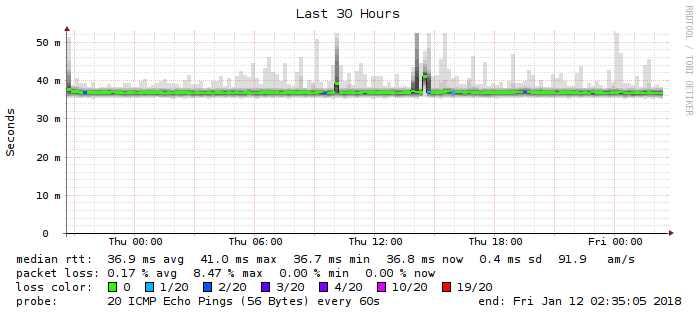 Last 30 Hours
RRDTOOL / TOBI OETIKER
Seconds
50 m
40 m
30 m
20 m
10 m
0
Thu 00:00 Thu 06:00 Thu 12:00 Thu 18:00 Fri 00:00
median rtt: 36.9 ms avg 41.0 ms max 36.7 ms min 36.8 ms now 0.4 ms sd 91.9 am/s
packet loss: 0.17 % avg 8.47 % max 0.00 % min 0.00 % now
loss color: 0 1/20 2/20 3/20 4/20 10/20 19/20
probe: 20 ICMP Echo Pings (56 Bytes) every 60s end: Fri Jan 12 02:35:05 2018